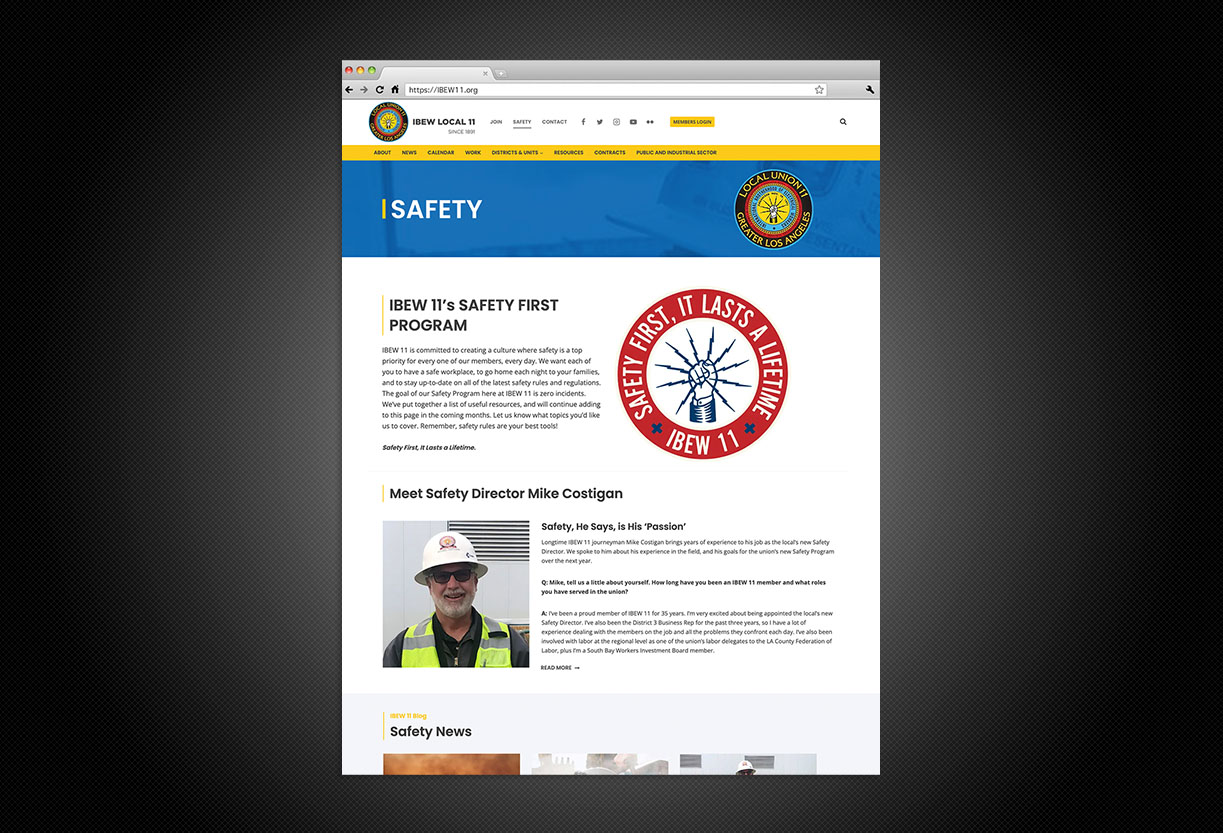 https://IBEW11.org
LOCAL UNION 11
GREATER LOS ANGELES
IBEW LOCAL 11
SINCE 1891
JOIN SAFETY CONTACT MEMBERS LOGIN
ABOUT NEWS CALENDAR WORK DISTRICTS & UNITS RESOURCES CONTRACTS PUBLIC AND INDUSTRIAL SECTOR
SAFETY
LOCAL UNION 11
GREATER LOS ANGELES
IBEW 11’s SAFETY FIRST
PROGRAM
IBEW 11 is committed to creating a culture where safety is a top
priority for every one of our members, every day. We want each of
you to have a safe workplace, to go home each night to your families,
and to stay up-to-date on all of the latest safety rules and regulations.
The goal of our Safety Program here at IBEW 11 is zero incidents.
We’ve put together a list of useful resources, and will continue adding
to this page in the coming months. Let us know what topics you’d like
us to cover. Remember, safety rules are your best tools!
Safety First, It Lasts a Lifetime.
SAFETY FIRST, IT LASTS A LIFETIME
IBEW 11
Meet Safety Director Mike Costigan
Safety, He Says, is His ‘Passion’
Longtime IBEW 11 journeyman Mike Costigan brings years of experience to his job as the local’s new Safety
Director. We spoke to him about his experience in the field, and his goals for the union’s new Safety Program
over the next year.
Q: Mike, tell us a little about yourself. How long have you been an IBEW 11 member and what roles
you have served in the union?
A: I’ve been a proud member of IBEW 11 for 35 years. I’m very excited about being appointed the local’s new
Safety Director. I’ve also been the District 3 Business Rep for the past three years, so I have a lot of
experience dealing with the members on the job and all the problems they confront each day. I’ve also been
involved with labor at the regional level as one of the union’s labor delegates to the LA County Federation of
Labor, plus I’m a South Bay Workers Investment Board member.
READ MORE →
IBEW 11 Blog
Safety News